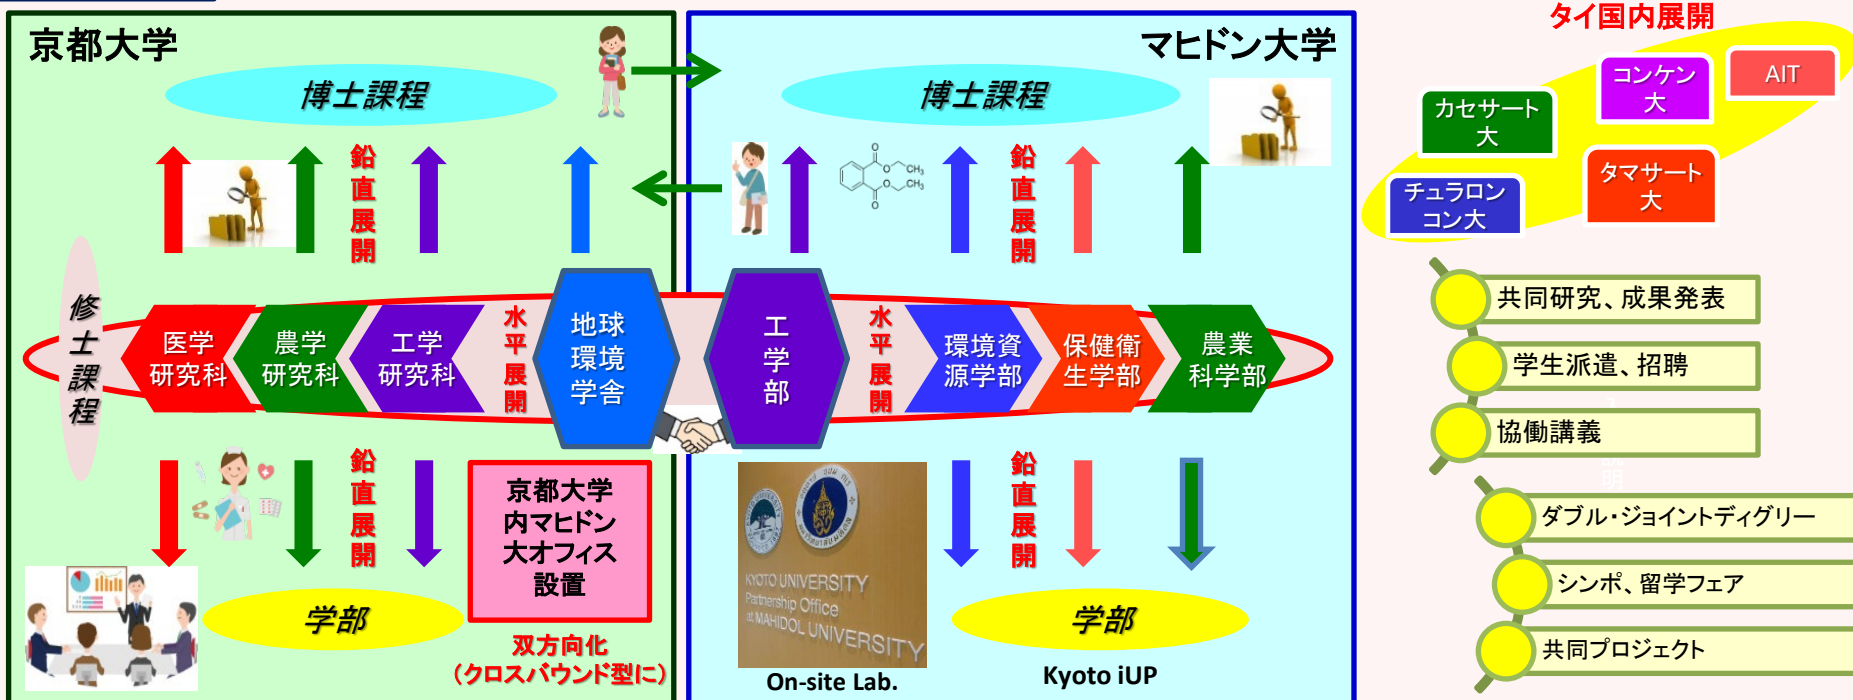 京都大学
博士課程
鉛直展開
修士課程
医学
研究科
農学
研究科
工学
研究科
水平展開
地球
環境
学舎
鉛直展開
学部
京都大学
内マヒドン
大オフィス
設置
双方向化
（クロスバウンド型に）
マヒドン大学
博士課程
O
O
CH₃
O
CH₃
O
鉛直展開
工学部
水平展開
環境資
源学部
保健衛
生学部
農業
科学部
鉛直展開
KYOTO UNIVERSITY
Partnership Office
at MAHIDOL UNIVERSITY
On-site Lab.
学部
Kyoto iUP
タイ国内展開
コンケン
大
AIT
カセサート
大
タマサート
大
チュラロン
コン大
共同研究、成果発表
学生派遣、招聘
協働講義
説明
ダブル・ジョイントディグリー
シンポ、留学フェア
共同プロジェクト